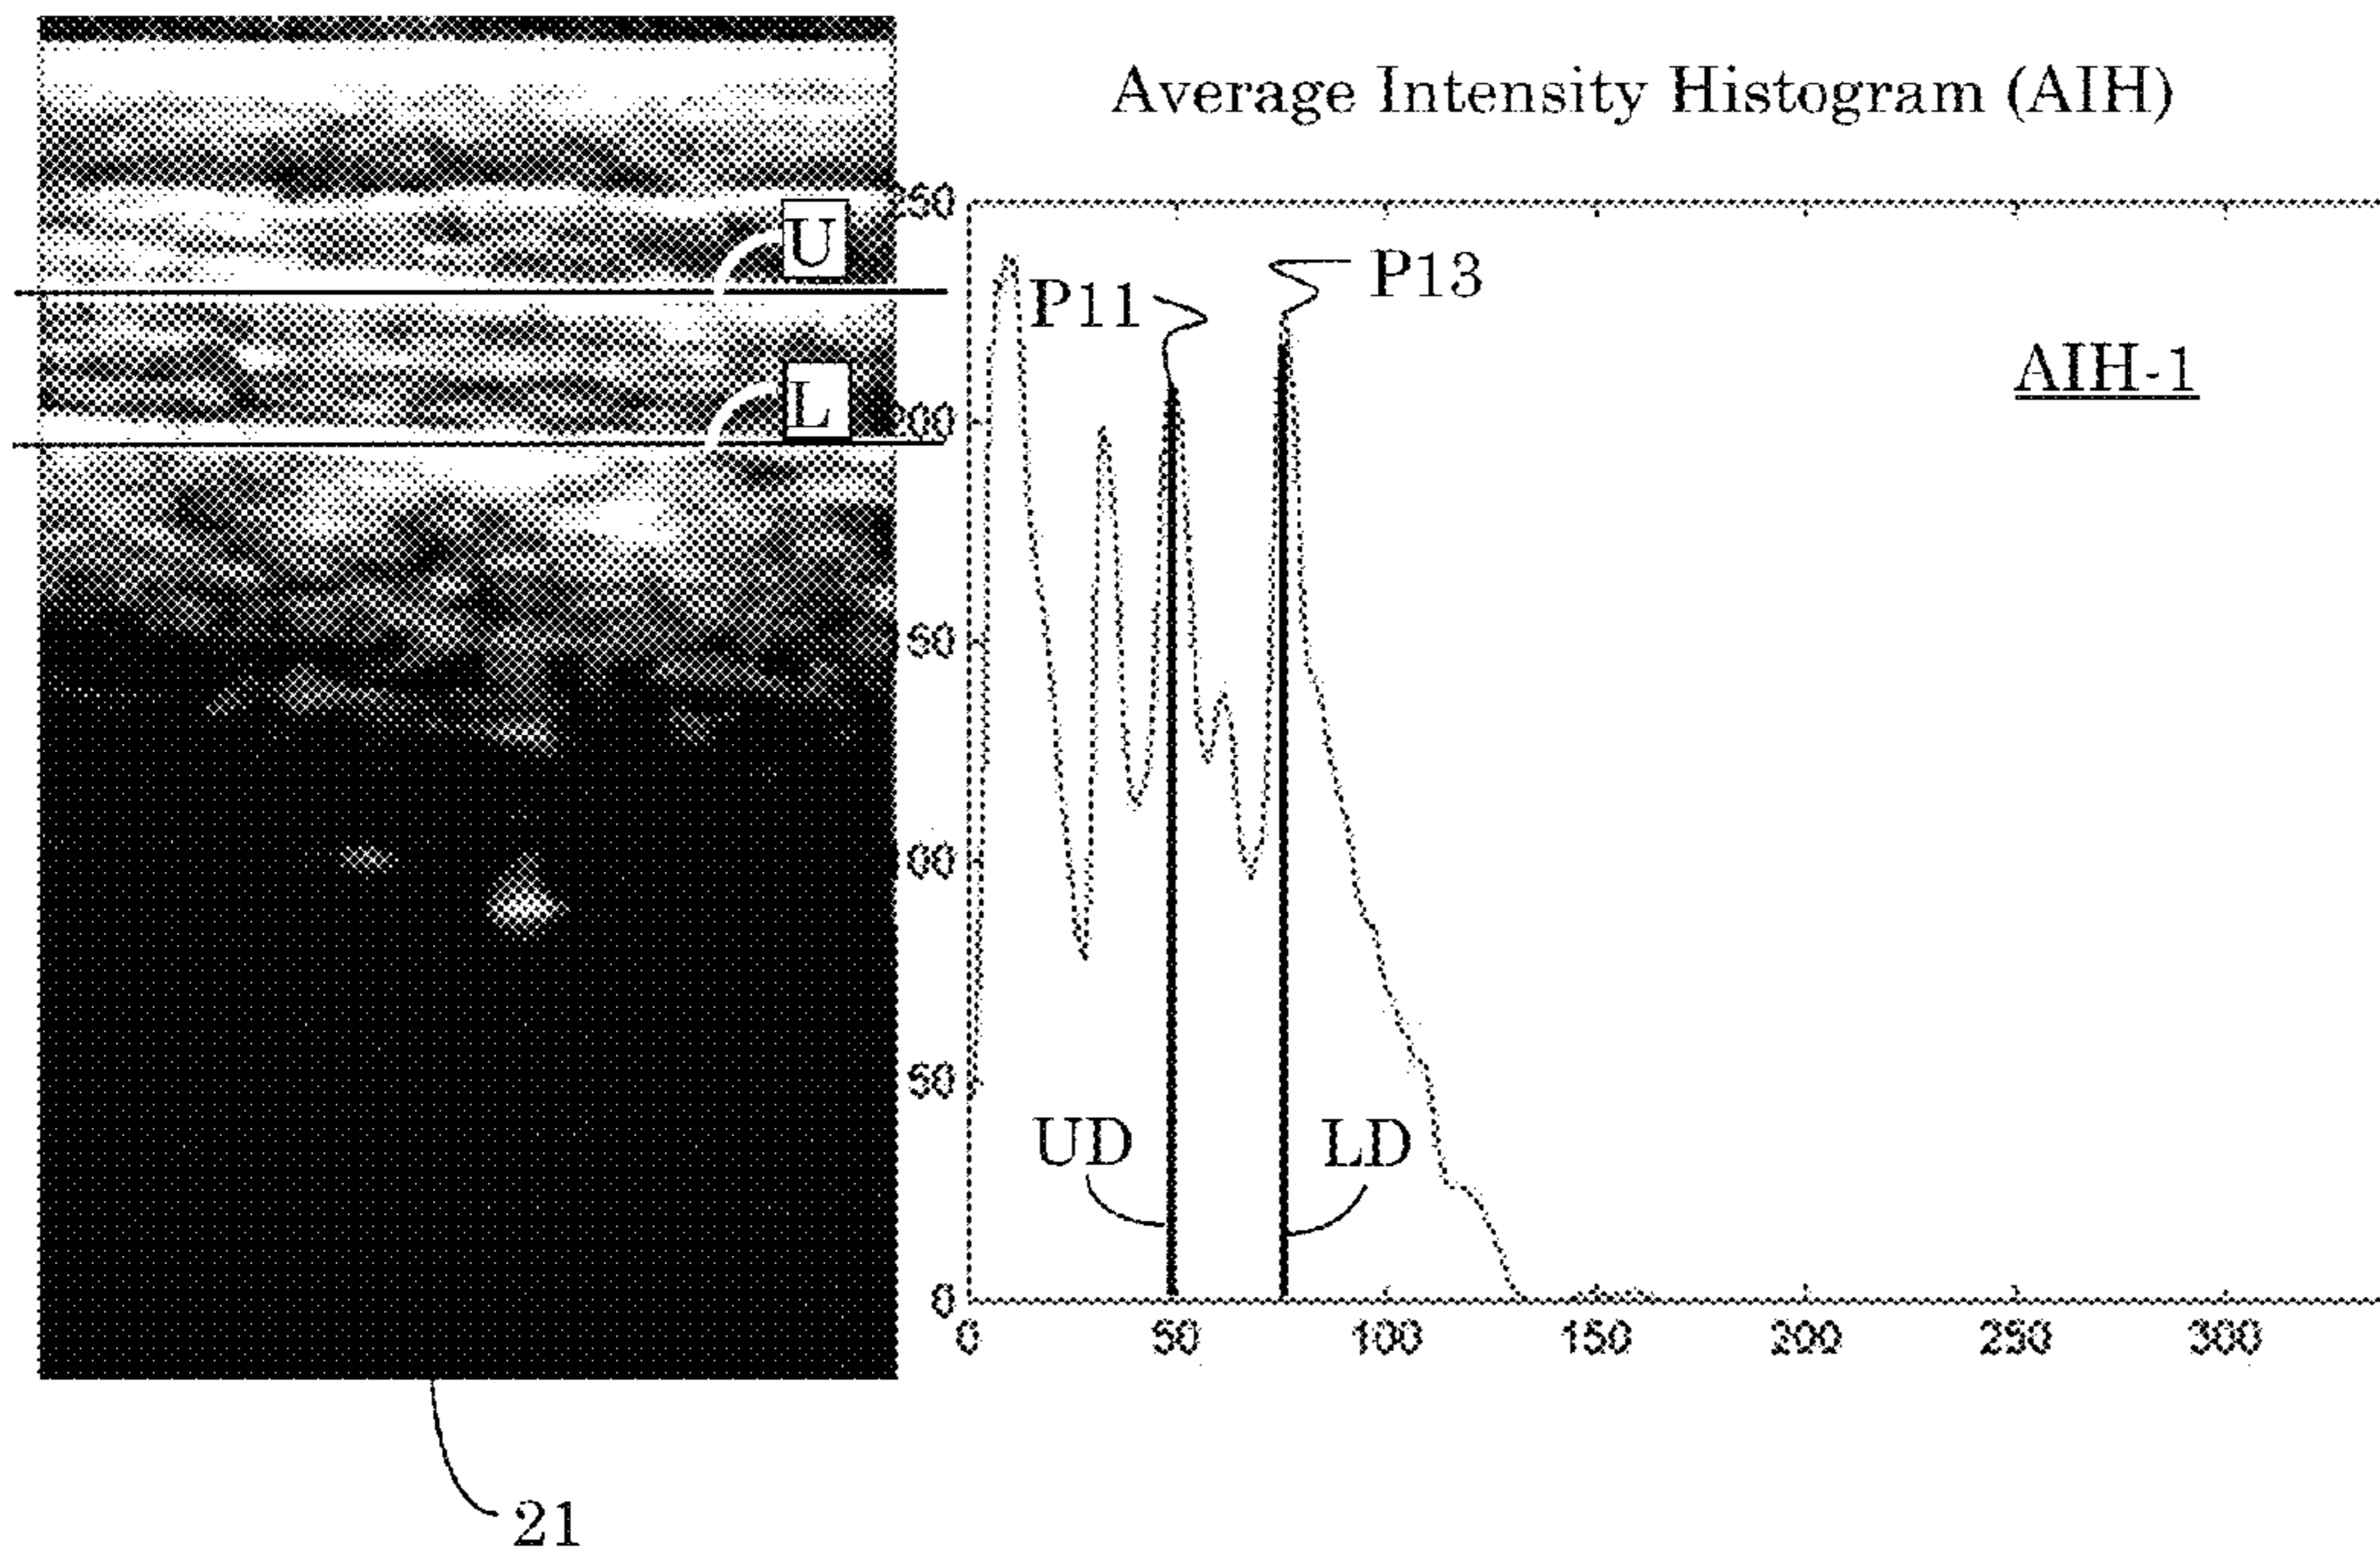 Average Intensity Histogram (AIH)
U
250
P11
P13
AIH-1
L
200
150
100
50
UD
LD
0
0 50 100 150 200 250 300
21